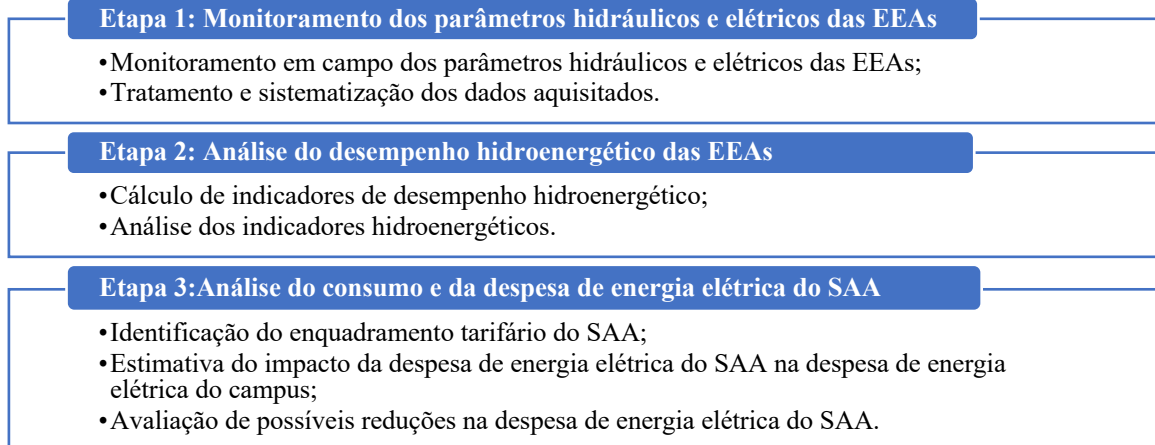 Etapa 1: Monitoramento dos parâmetros hidráulicos e elétricos das EEAs
•Monitoramento em campo dos parâmetros hidráulicos e elétricos das EEAs;
•Tratamento e sistematização dos dados aquisitados.
Etapa 2: Análise do desempenho hidroenergético das EEAs
•Cálculo de indicadores de desempenho hidroenergético;
•Análise dos indicadores hidroenergéticos.
Etapa 3:Análise do consumo e da despesa de energia elétrica do SAA
•Identificação do enquadramento tarifário do SAA;
•Estimativa do impacto da despesa de energia elétrica do SAA na despesa de energia
elétrica do campus;
•Avaliação de possíveis reduções na despesa de energia elétrica do SAA.